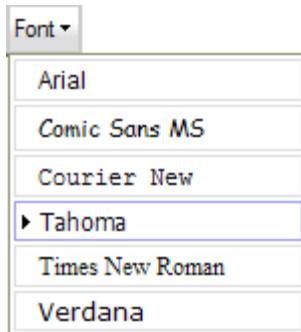 Font
Arial
Comic Sans MS
Courier New
Tahoma
Times New Roman
Verdana